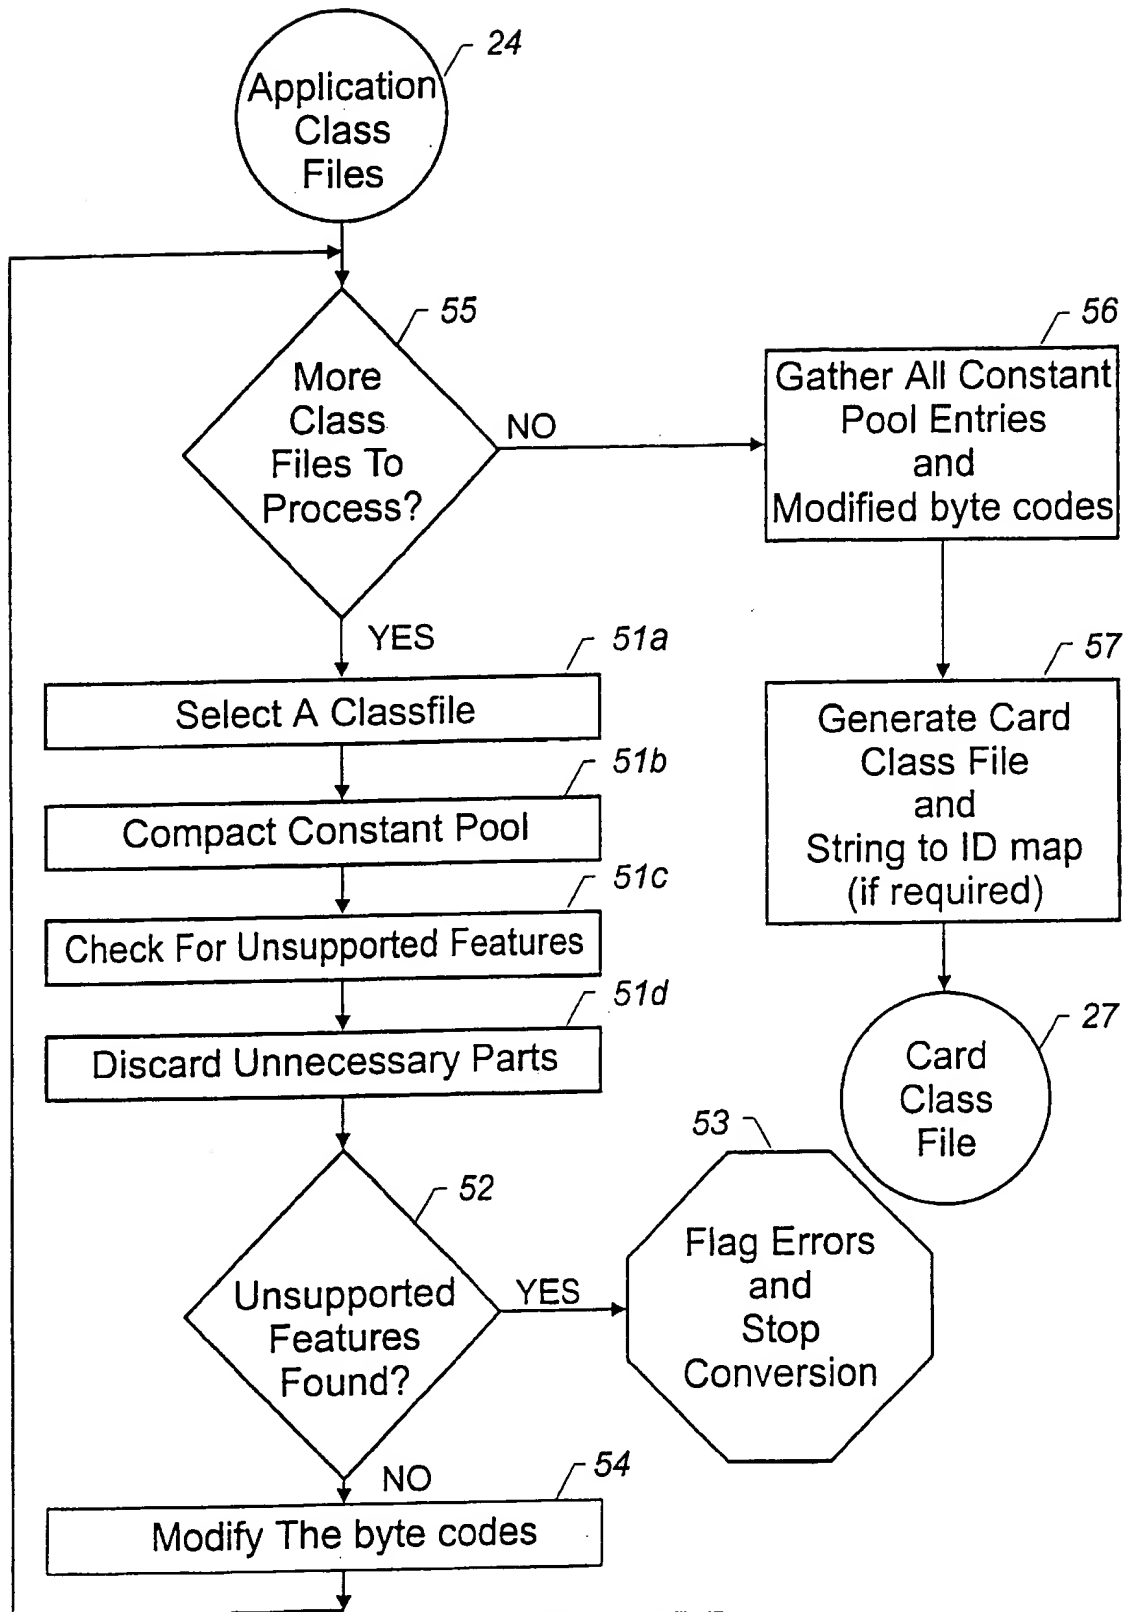 24
Application
Class
Files
55
More
Class
Files To
Process?
NO
56
Gather All Constant
Pool Entries
and
Modified byte codes
YES
51a
Select A Classfile
57
Generate Card
Class File
and
String to ID map
(if required)
51b
Compact Constant Pool
51c
Check For Unsupported Features
51d
Discard Unnecessary Parts
27
Card
Class
File
52
Unsupported
Features
Found?
YES
53
Flag Errors
and
Stop
Conversion
NO
54
Modify The byte codes